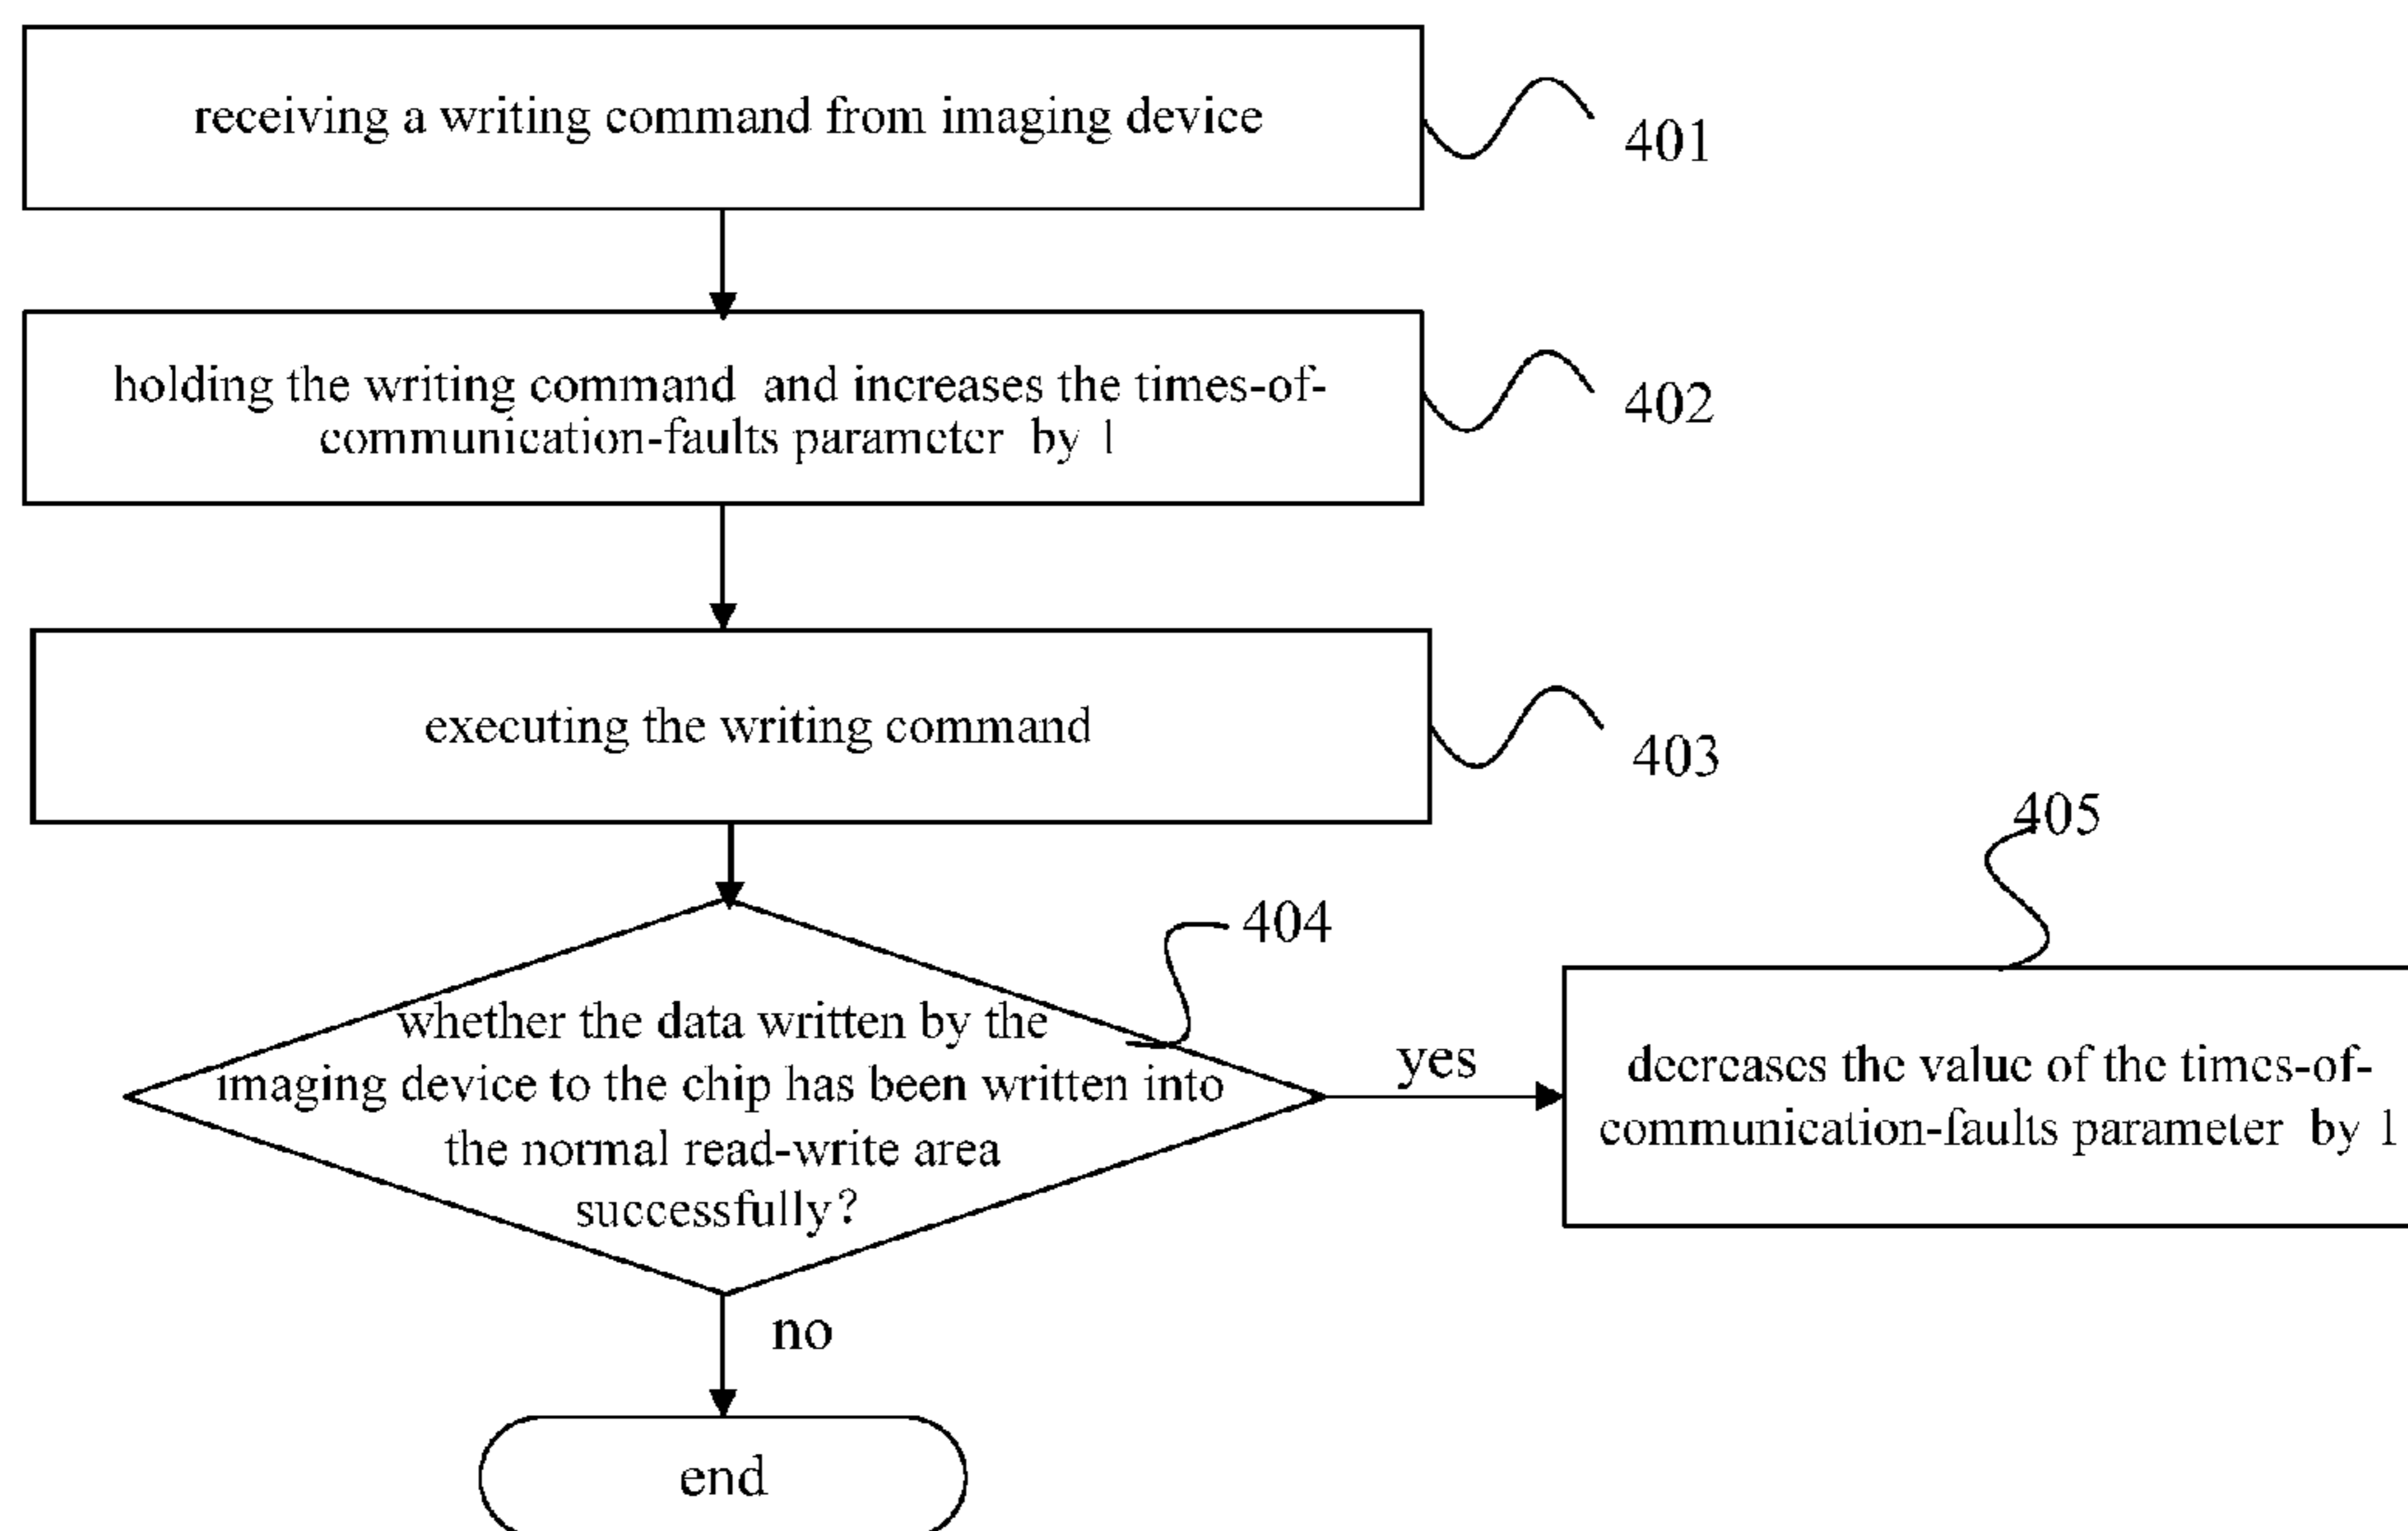 receiving a writing command from imaging device
401
holding the writing command and increases the times-of-
communication-faults parameter by 1
402
executing the writing command
403
405
404
whether the data written by the
imaging device to the chip has been written into
the normal read-write area
successfully?
yes
decreases the value of the times-of-
communication-faults parameter by 1
no
end